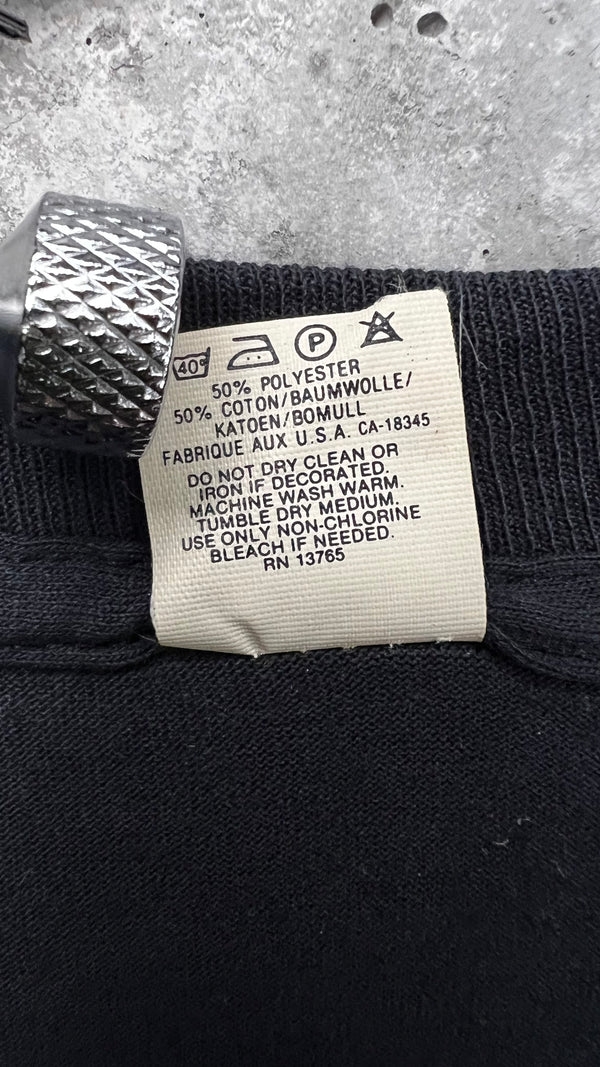 40° P
50% POLYESTER
50% COTON/BAUMWOLLE/
KATOEN/BOMULL
FABRIQUE AUX U.S.A. CA-18345
DO NOT DRY CLEAN OR
IRON IF DECORATED.
MACHINE WASH WARM.
TUMBLE DRY MEDIUM.
USE ONLY NON-CHLORINE
BLEACH IF NEEDED.
RN 13765